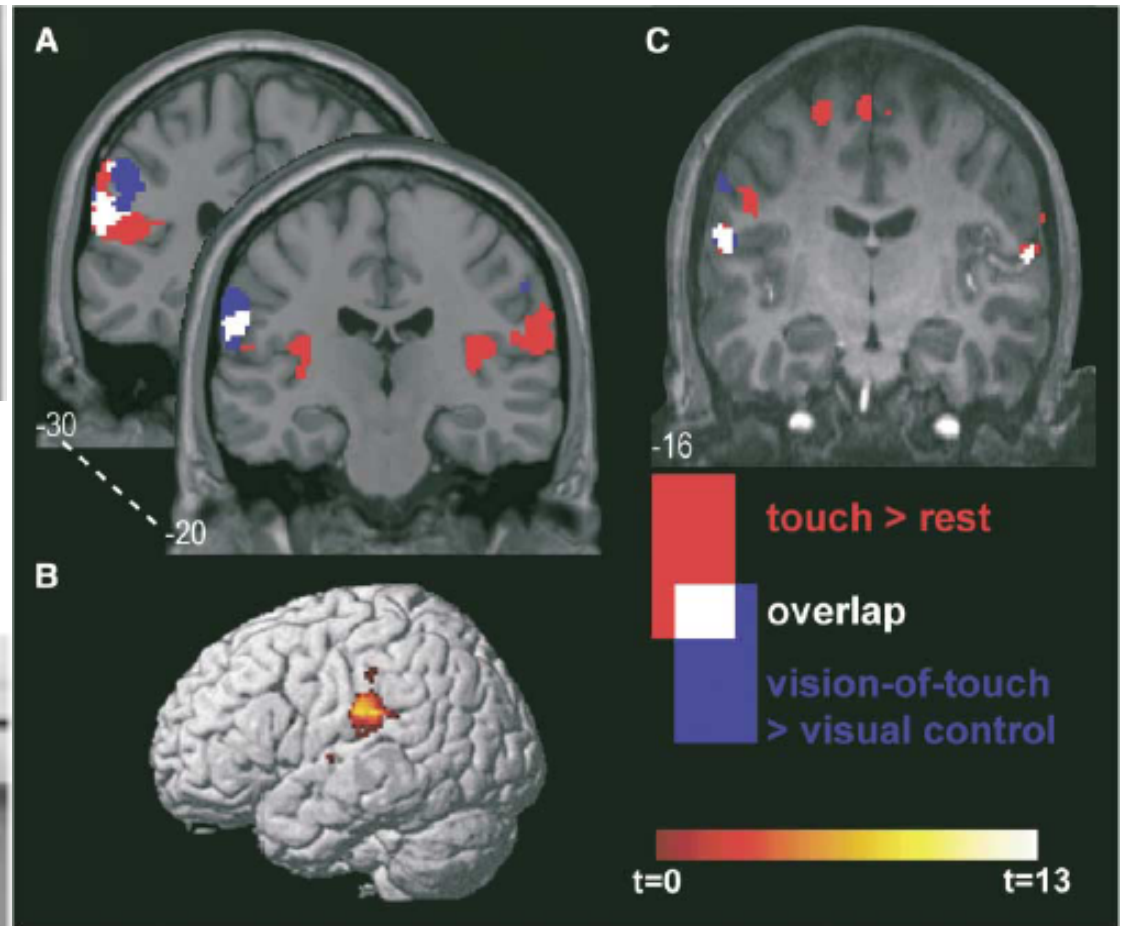 A
C
-30
-20
-16
B
touch > rest
overlap
vision-of-touch
> visual control
t=0
t=13